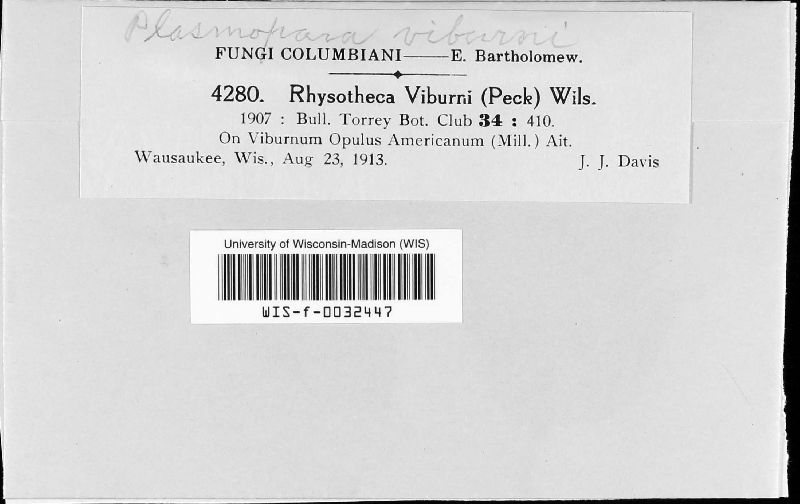 Plasmopara viburni
FUNGI COLUMBIANI——E. Bartholomew.
4280. Rhysotheca Viburni (Peck) Wils.
1907 : Bull. Torrey Bot. Club 34 : 410.
On Viburnum Opulus Americanum (Mill.) Ait.
Wausaukee, Wis., Aug 23, 1913. J. J. Davis
University of Wisconsin-Madison (WIS)
WIS-f-0032447